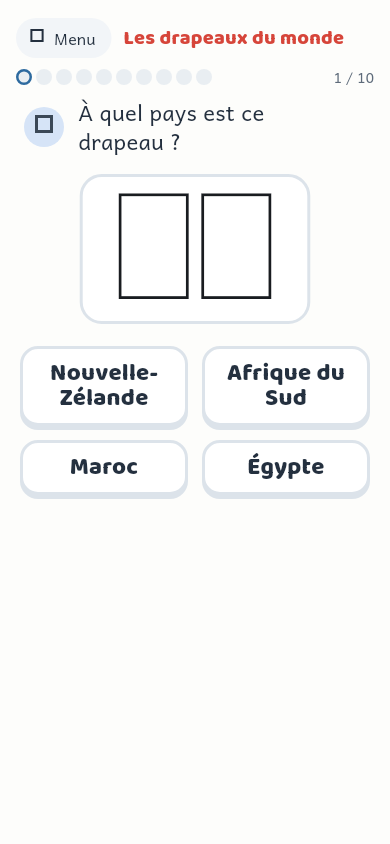 Menu
Les drapeaux du monde
1 / 10
À quel pays est ce
drapeau ?
Nouvelle-
Zélande
Afrique du
Sud
Maroc
Égypte